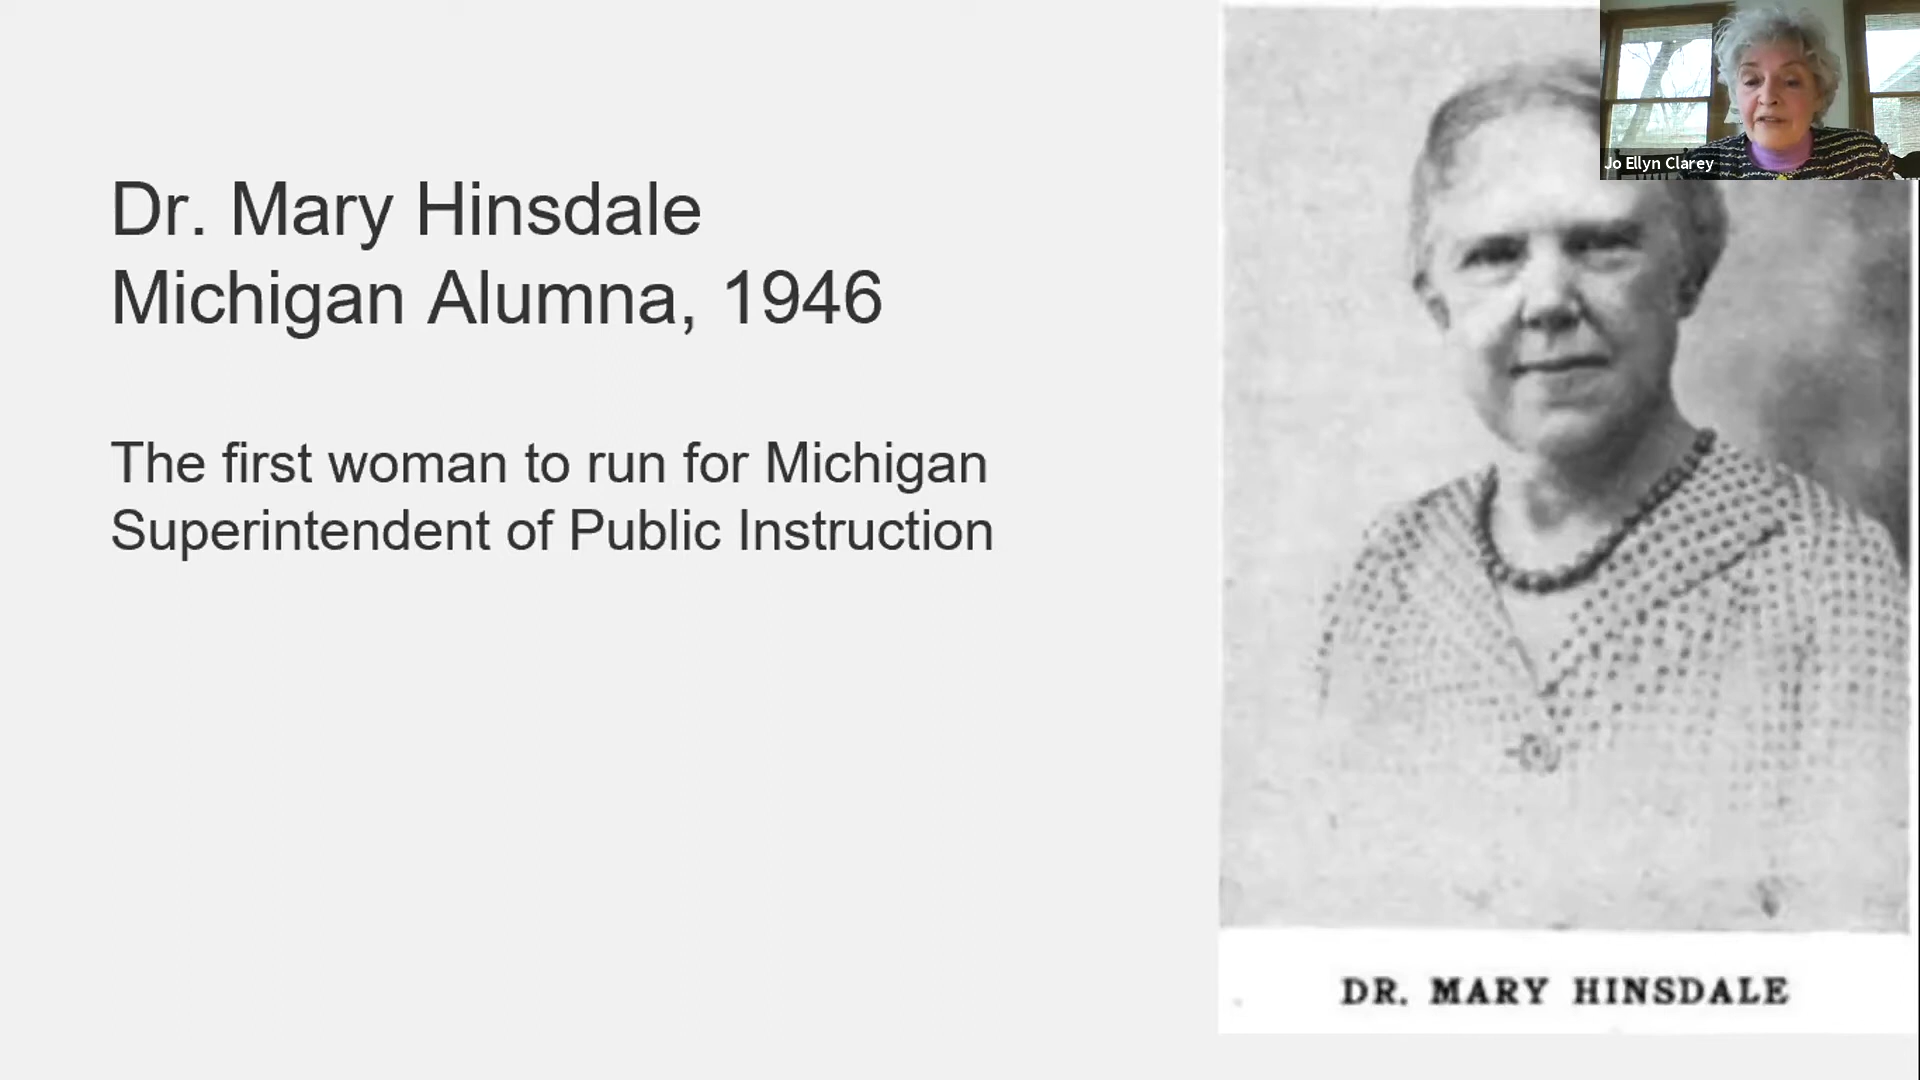 Dr. Mary Hinsdale
Michigan Alumna, 1946
The first woman to run for Michigan
Superintendent of Public Instruction
Jo Ellyn Clarey
DR. MARY HINSDALE